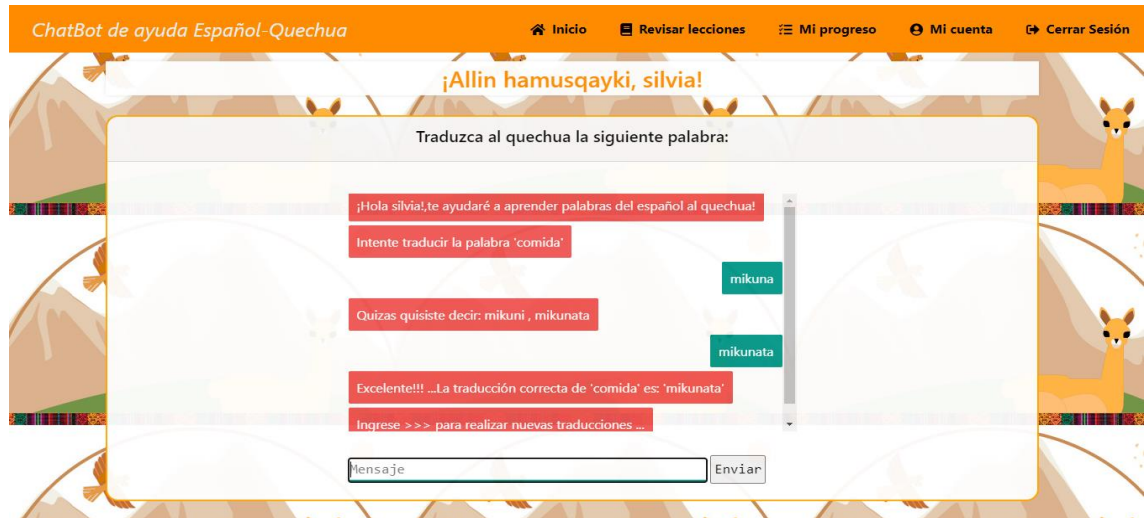 ChatBot de ayuda Español-Quechua
Inicio
Revisar lecciones
Mi progreso
Mi cuenta
Cerrar Sesión
¡Allin hamusqayki, silvia!
Traduzca al quechua la siguiente palabra:
¡Hola silvia!,te ayudaré a aprender palabras del español al quechua!
Intente traducir la palabra 'comida'
mikuna
Quizas quisiste decir: mikuni , mikunata
mikunata
Excelente!!! ...La traducción correcta de 'comida' es: 'mikunata'
Ingrese >>> para realizar nuevas traducciones ...
Mensaje
Enviar